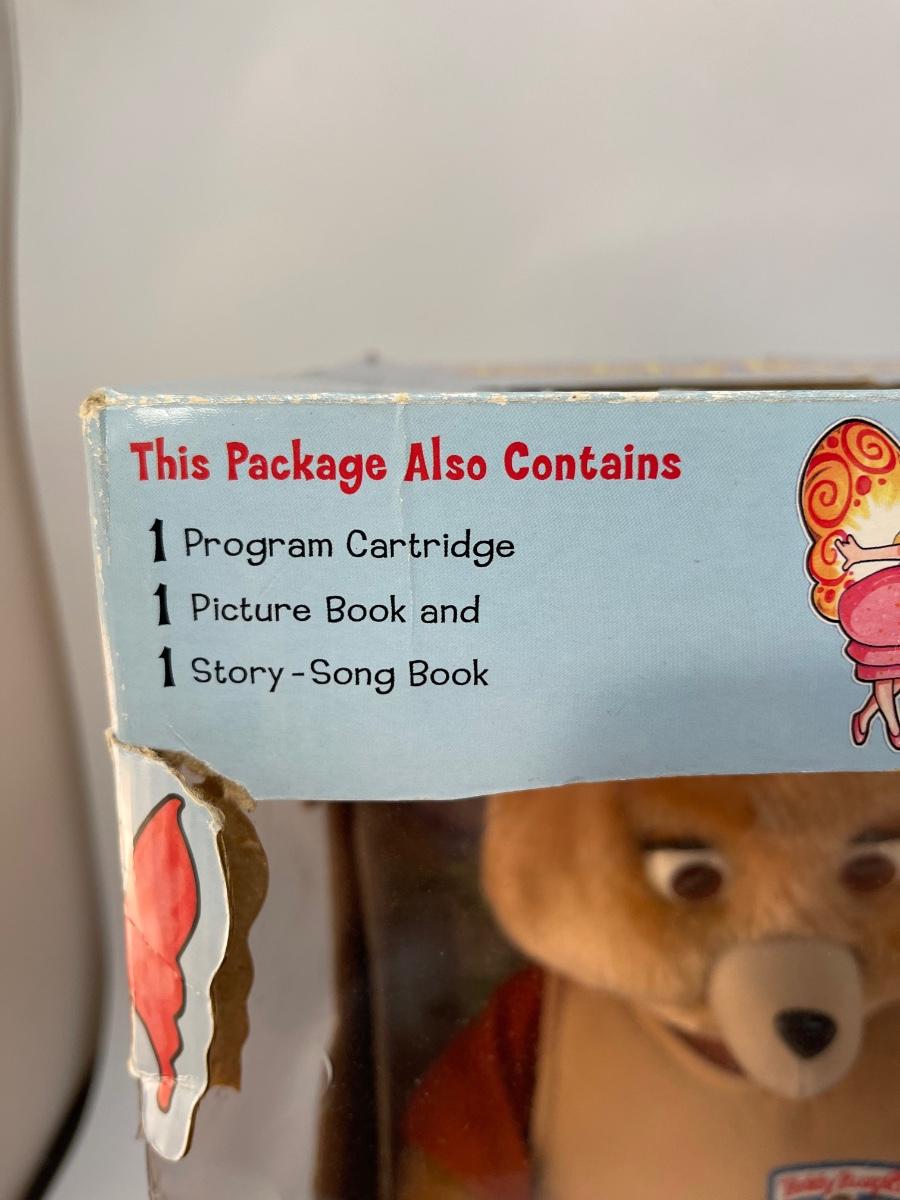 This Package Also Contains
1 Program Cartridge
1 Picture Book and
1 Story-Song Book